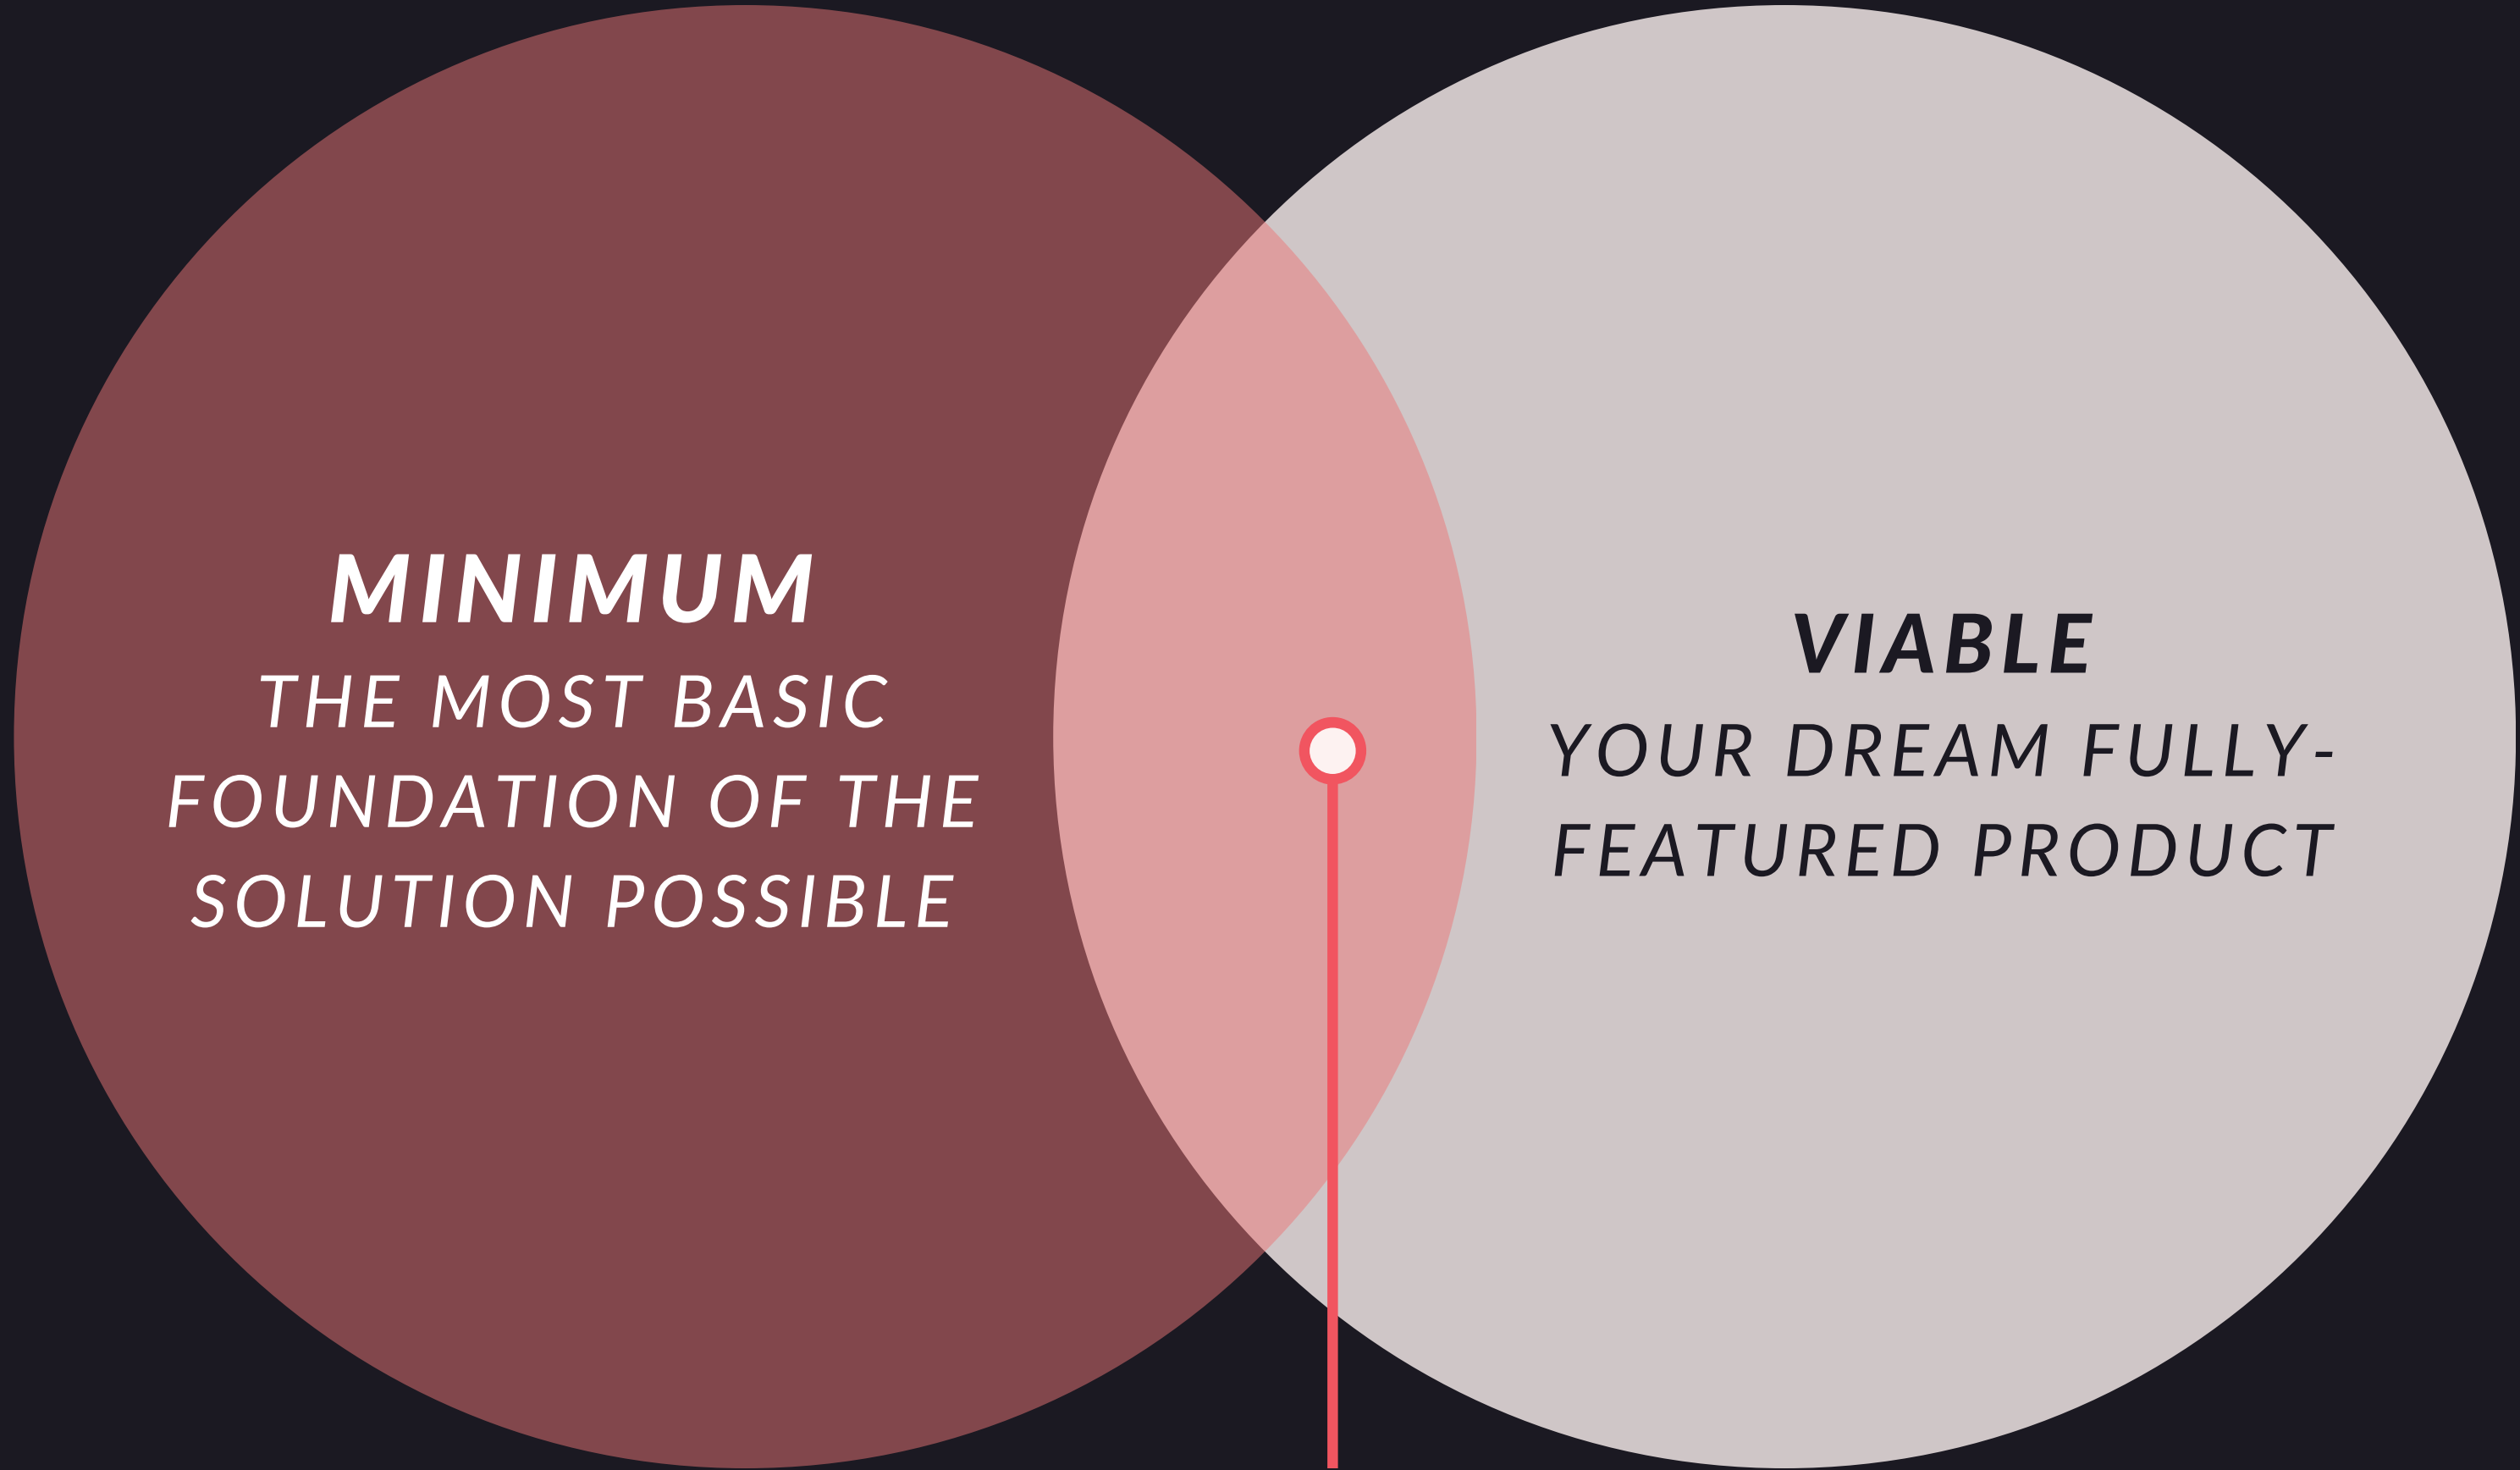 MINIMUM
THE MOST BASIC
FOUNDATION OF THE
SOLUTION POSSIBLE
VIABLE
YOUR DREAM FULLY-
FEATURED PRODUCT